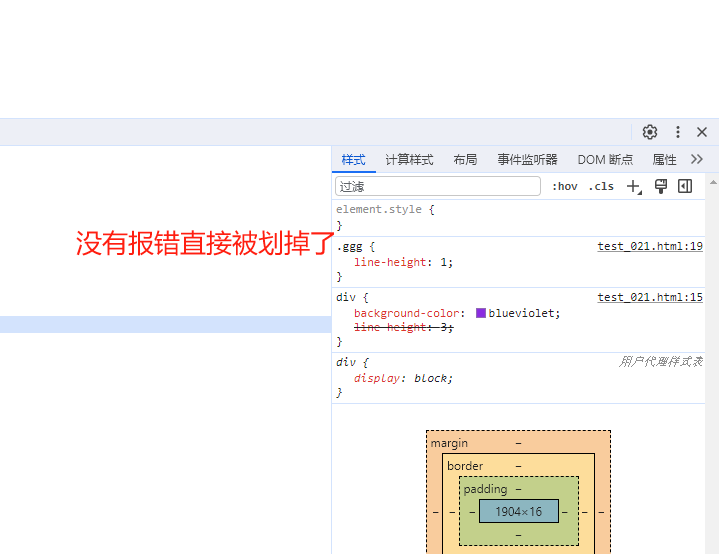 样式 计算样式 布局 事件监听器 DOM 断点 属性
过滤 :hov .cls
element.style {
}
没有报错直接被划掉了
.ggg { test_021.html:19
line-height: 1;
}
div { test_021.html:15
background-color: blueviolet;
line-height: 3;
}
div { 用户代理样式表
display: block;
}
margin –
border –
padding –
– – – 1904×16 – – –
–